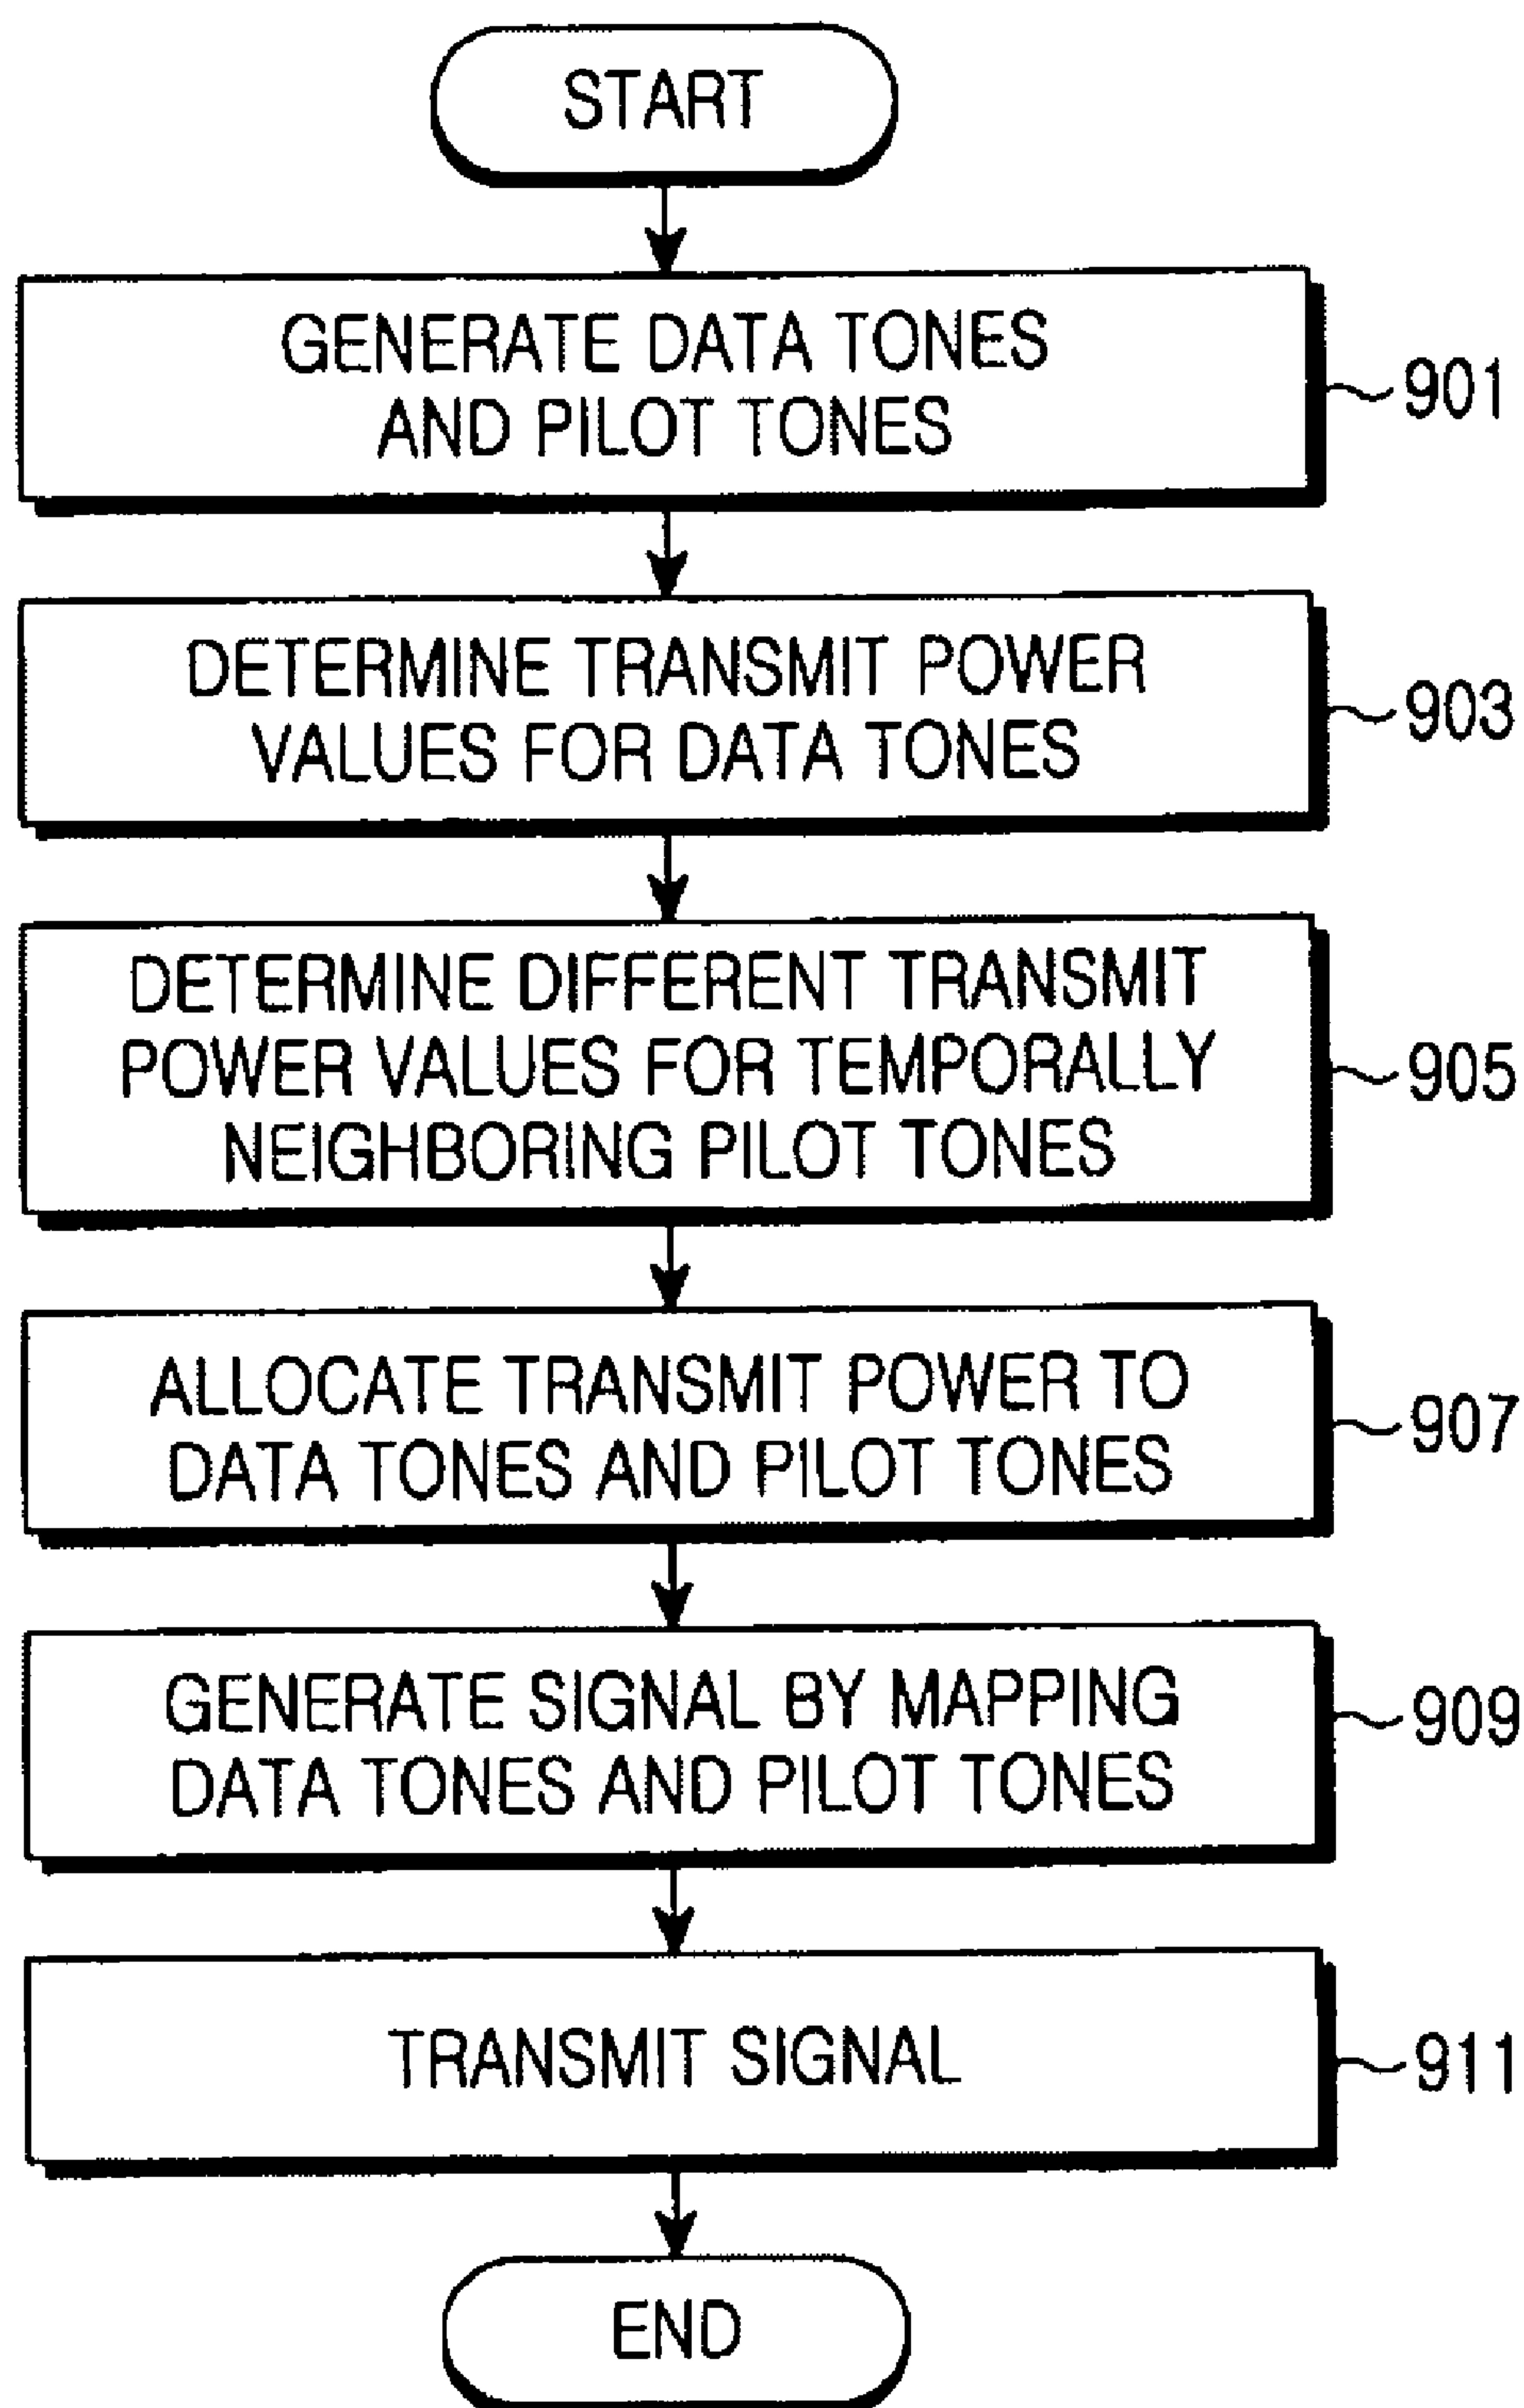 START
GENERATE DATA TONES
AND PILOT TONES
901
DETERMINE TRANSMIT POWER
VALUES FOR DATA TONES
903
DETERMINE DIFFERENT TRANSMIT
POWER VALUES FOR TEMPORALLY
NEIGHBORING PILOT TONES
905
ALLOCATE TRANSMIT POWER TO
DATA TONES AND PILOT TONES
907
GENERATE SIGNAL BY MAPPING
DATA TONES AND PILOT TONES
909
TRANSMIT SIGNAL
911
END